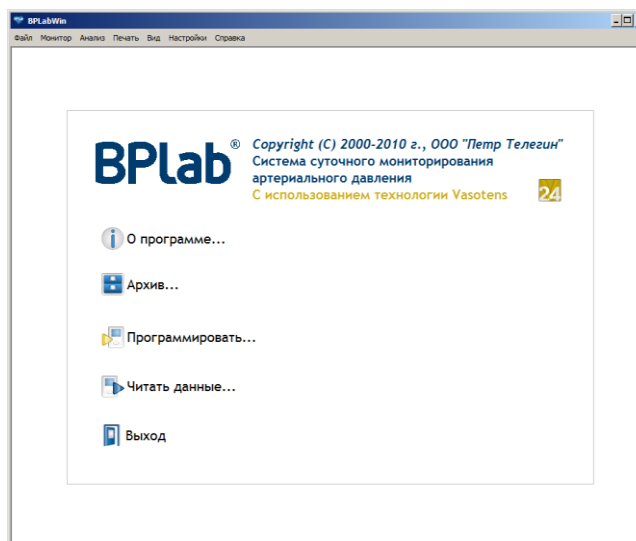 BPLabWin
Файл Монитор Анализ Печать Вид Настройки Справка
BPLab®
Copyright (C) 2000-2010 г., ООО "Петр Телегин"
Система суточного мониторирования
артериального давления
С использованием технологии Vasotens
24
О программе...
Архив...
Программировать...
Читать данные...
Выход